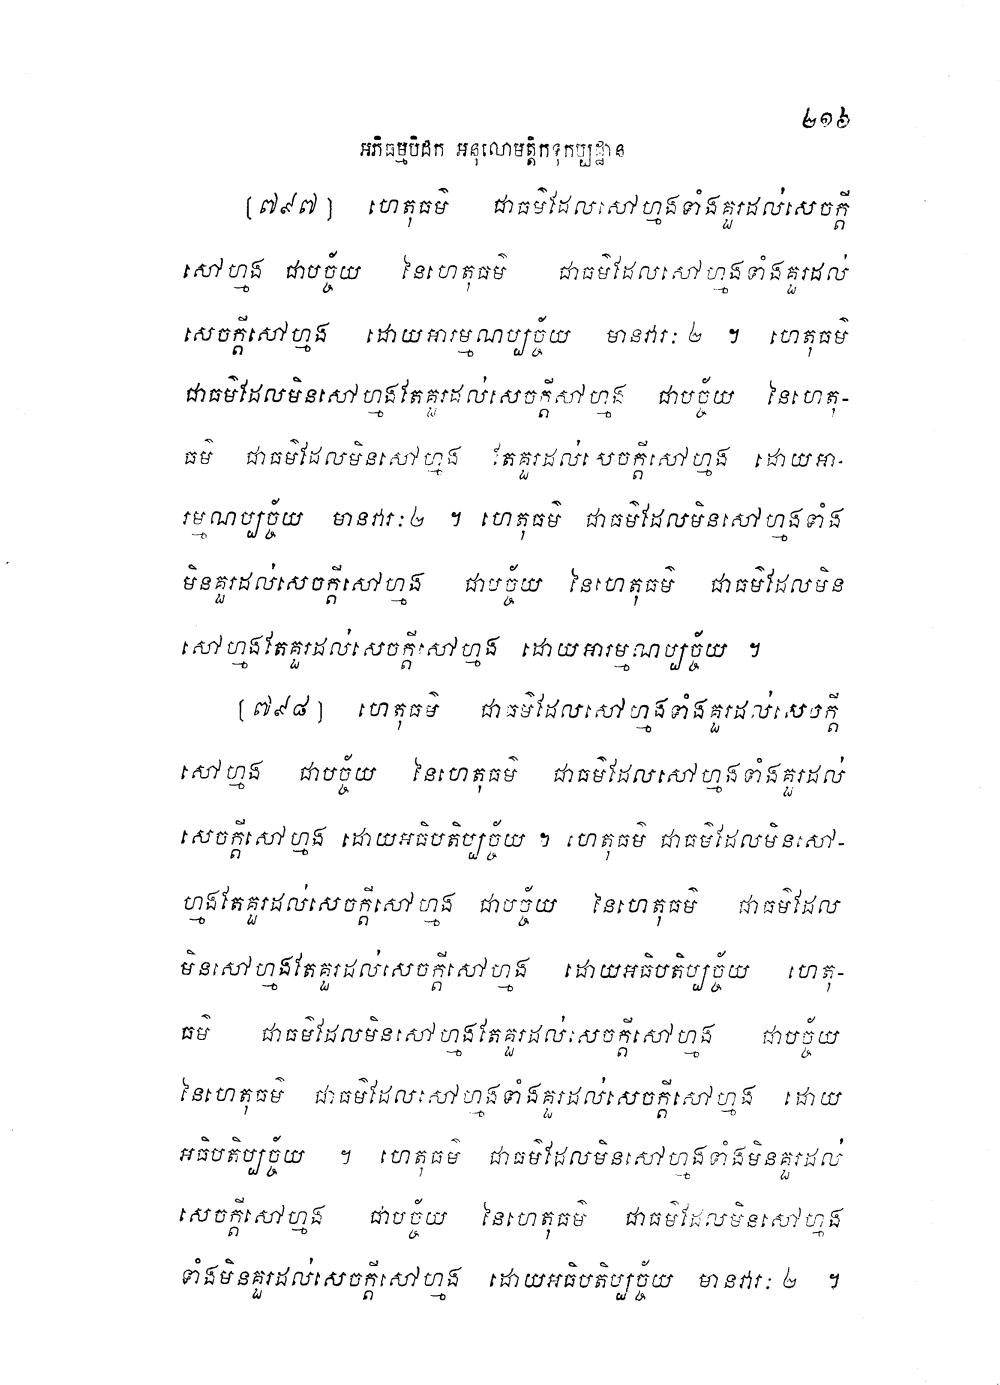 ២១៦
អភិធម្មបិដក អនុលោមត្តិកទុកប្បដ្ឋាន
[៧៩៧] ហេតុធម៌ ជាធម៌ដែលសៅហ្មងទាំងគួរដល់សេចក្តី
សៅហ្មង ជាបច្ច័យ នៃហេតុធម៌ ជាធម៌ដែលសៅហ្មងទាំងគួរដល់
សេចក្តីសៅហ្មង ដោយអារម្មណប្បច្ច័យ មានវារៈ ២ ។ ហេតុធម៌
ជាធម៌ដែលមិនសៅហ្មងតែគួរដល់សេចក្តីសៅហ្មង ជាបច្ច័យ នៃហេតុ-
ធម៌ ជាធម៌ដែលមិនសៅហ្មង តែគួរដល់សេចក្តីសៅហ្មង ដោយអា-
រម្មណប្បច្ច័យ មានវារៈ ២ ។ ហេតុធម៌ ជាធម៌ដែលមិនសៅហ្មងទាំង
មិនគួរដល់សេចក្តីសៅហ្មង ជាបច្ច័យ នៃហេតុធម៌ ជាធម៌ដែលមិន
សៅហ្មងតែគួរដល់សេចក្តីសៅហ្មង ដោយអារម្មណប្បច្ច័យ ។
[៧៩៨] ហេតុធម៌ ជាធម៌ដែលសៅហ្មងទាំងគួរដល់សេចក្តី
សៅហ្មង ជាបច្ច័យ នៃហេតុធម៌ ជាធម៌ដែលសៅហ្មងទាំងគួរដល់
សេចក្តីសៅហ្មង ដោយអធិបតិប្បច្ច័យ ។ ហេតុធម៌ ជាធម៌ដែលមិនសៅ-
ហ្មងតែគួរដល់សេចក្តីសៅហ្មង ជាបច្ច័យ នៃហេតុធម៌ ជាធម៌ដែល
មិនសៅហ្មងតែគួរដល់សេចក្តីសៅហ្មង ដោយអធិបតិប្បច្ច័យ ហេតុ-
ធម៌ ជាធម៌ដែលមិនសៅហ្មងតែគួរដល់សេចក្តីសៅហ្មង ជាបច្ច័យ
នៃហេតុធម៌ ជាធម៌ដែលសៅហ្មងទាំងគួរដល់សេចក្តីសៅហ្មង ដោយ
អធិបតិប្បច្ច័យ ។ ហេតុធម៌ ជាធម៌ដែលមិនសៅហ្មងទាំងមិនគួរដល់
សេចក្តីសៅហ្មង ជាបច្ច័យ នៃហេតុធម៌ ជាធម៌ដែលមិនសៅហ្មង
ទាំងមិនគួរដល់សេចក្តីសៅហ្មង ដោយអធិបតិប្បច្ច័យ មានវារៈ ២ ។